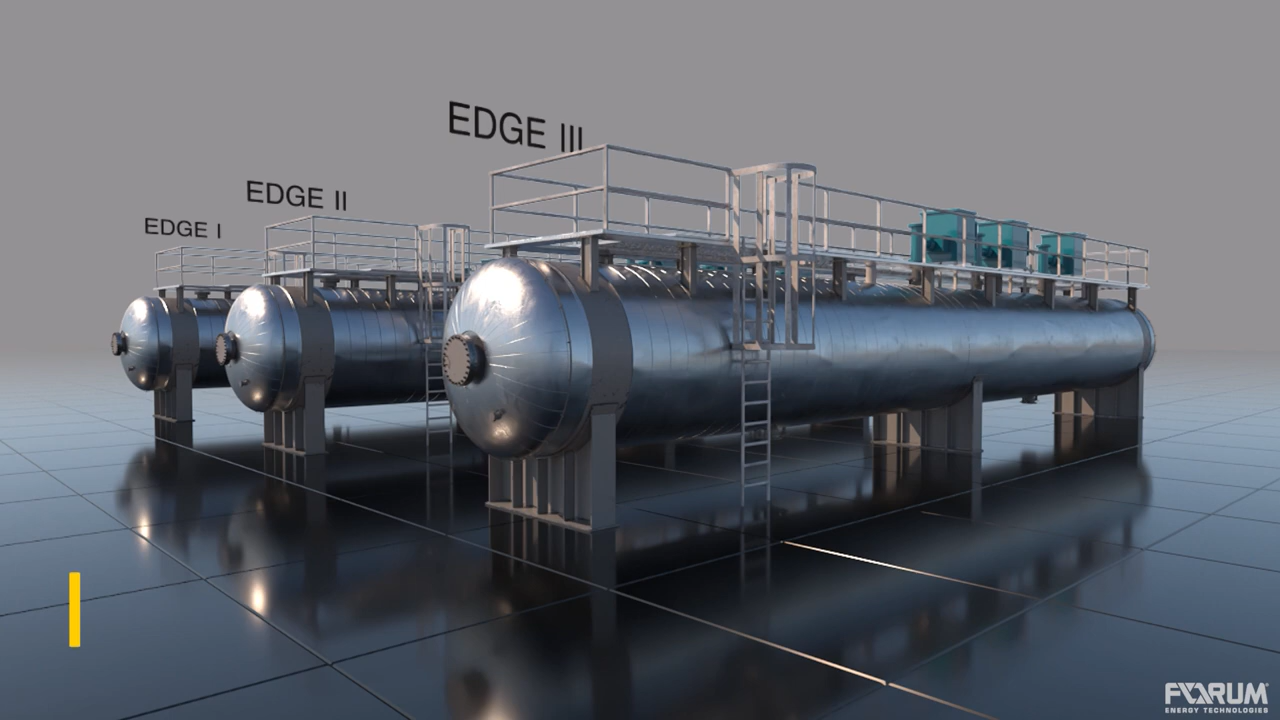 EDGE III
EDGE II
EDGE I
FORUM
ENERGY TECHNOLOGIES